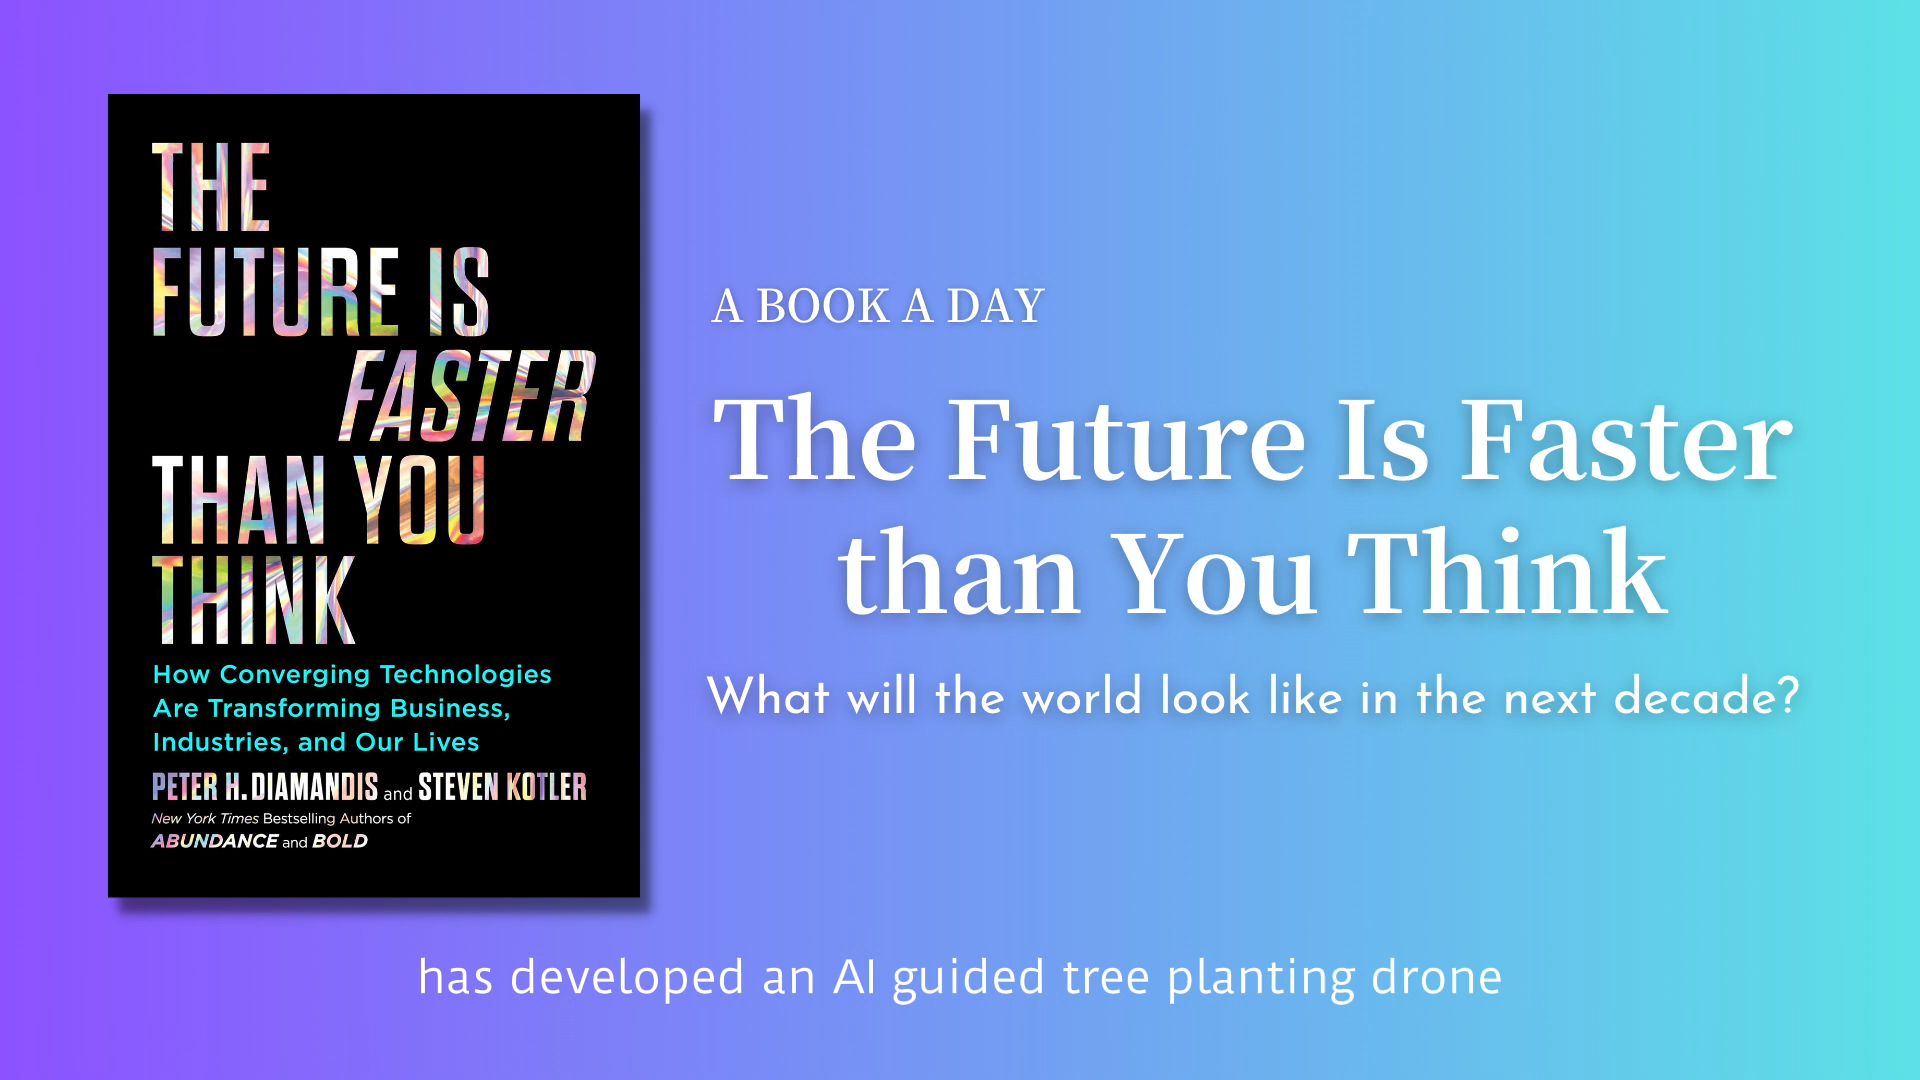 THE
FUTURE IS
FASTER
THAN YOU
THINK
How Converging Technologies
Are Transforming Business,
Industries, and Our Lives
PETER H. DIAMANDIS and STEVEN KOTLER
New York Times Bestselling Authors of
ABUNDANCE and BOLD
A BOOK A DAY
The Future Is Faster
than You Think
What will the world look like in the next decade?
has developed an AI guided tree planting drone